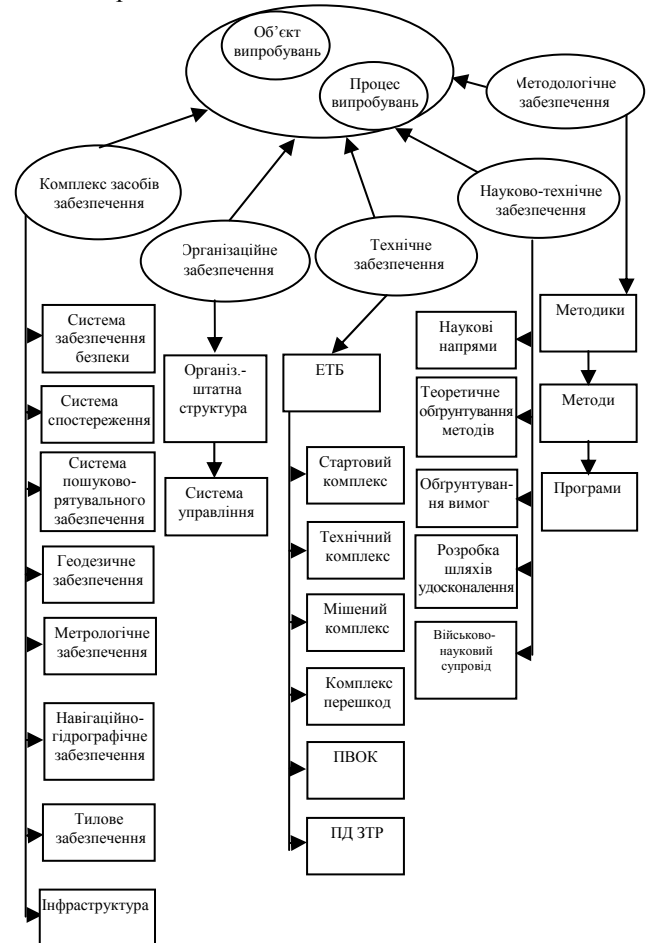 Об’єкт
випробувань
Процес
випробувань
Методологічне
забезпечення
Комплекс засобів
забезпечення
Організаційне
забезпечення
Технічне
забезпечення
Науково-технічне
забезпечення
Система
забезпечення
безпеки
Система
спостереження
Система
пошуково-
рятувального
забезпечення
Геодезичне
забезпечення
Метрологічне
забезпечення
Навігаційно-
гідрографічне
забезпечення
Тилове
забезпечення
Інфраструктура
Організ.-
штатна
структура
Система
управління
ЕТБ
Стартовий
комплекс
Технічний
комплекс
Мішений
комплекс
Комплекс
перешкод
ПВОК
ПД ЗТР
Наукові
напрями
Теоретичне
обґрунтування
методів
Обґрунтуван-
ня вимог
Розробка
шляхів
удосконалення
Військово-
науковий
супровід
Методики
Методи
Програми